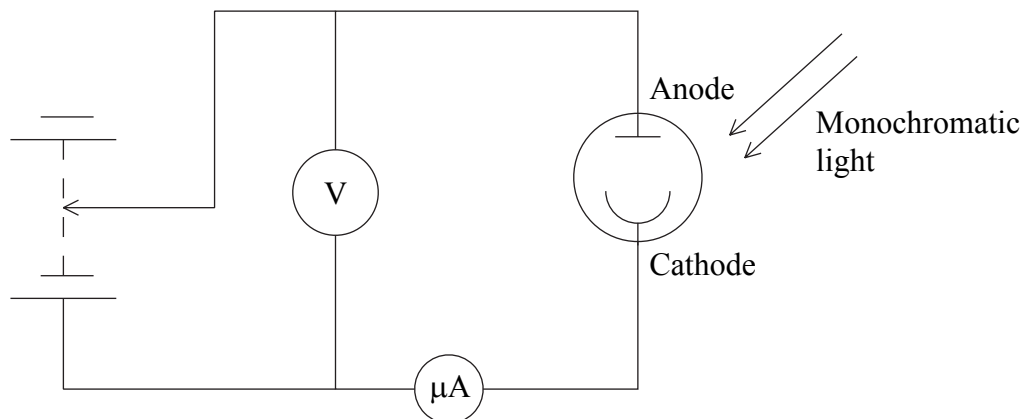 Anode
Monochromatic
light
V
Cathode
μA